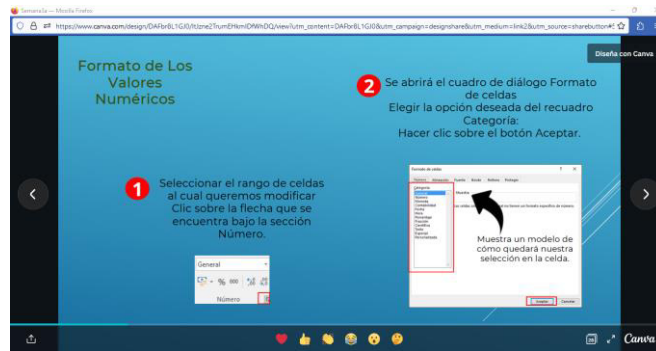 Semana3a — Mozilla Firefox
Diseña con Canva
Formato de Los
Valores
Numéricos
2
Se abrirá el cuadro de diálogo Formato
de celdas
Elegir la opción deseada del recuadro
Categoría:
Hacer clic sobre el botón Aceptar.
1
Seleccionar el rango de celdas
al cual queremos modificar
Clic sobre la flecha que se
encuentra bajo la sección
Número.
General
% 000
Número
Formato de celdas
Categoría:
Muestra
Muestra un modelo de
cómo quedará nuestra
selección en la celda.
Aceptar Cancelar
Canva